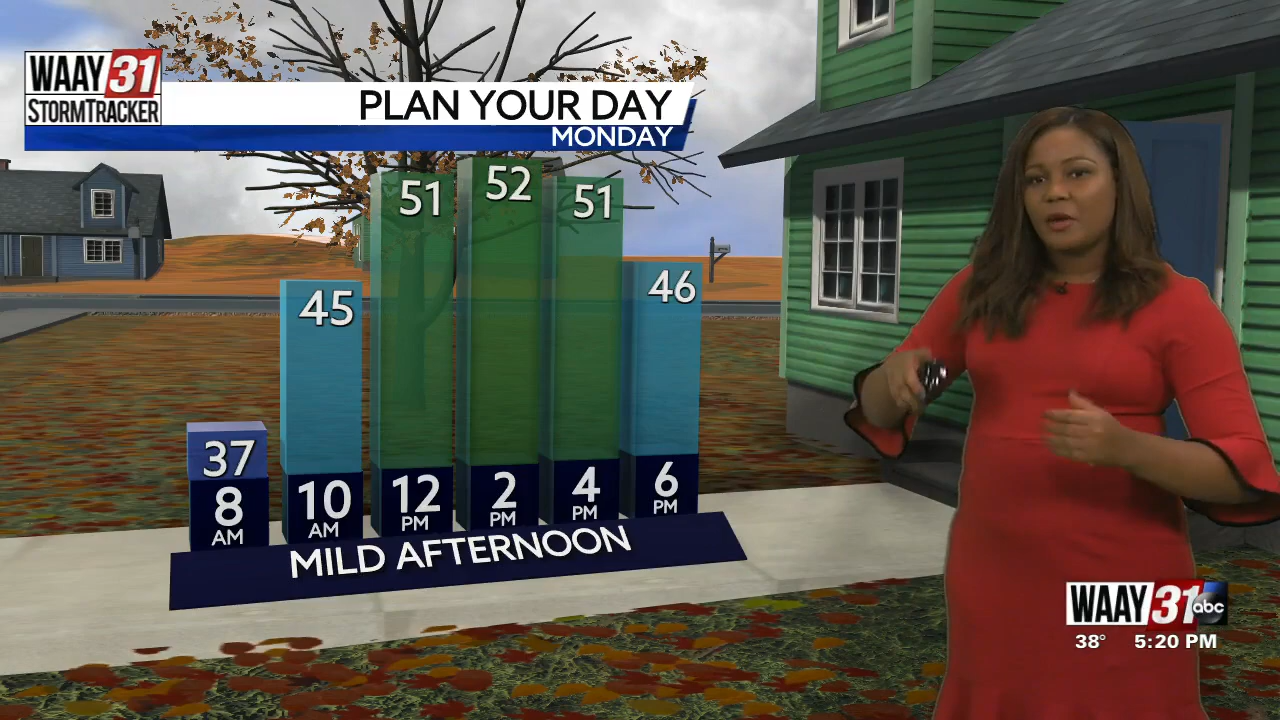 WAAY 31
STORMTRACKER
PLAN YOUR DAY
MONDAY
37
45
51
52
51
46
8 AM
10 AM
12 PM
2 PM
4 PM
6 PM
MILD AFTERNOON
WAAY 31 abc
38° 5:20 PM